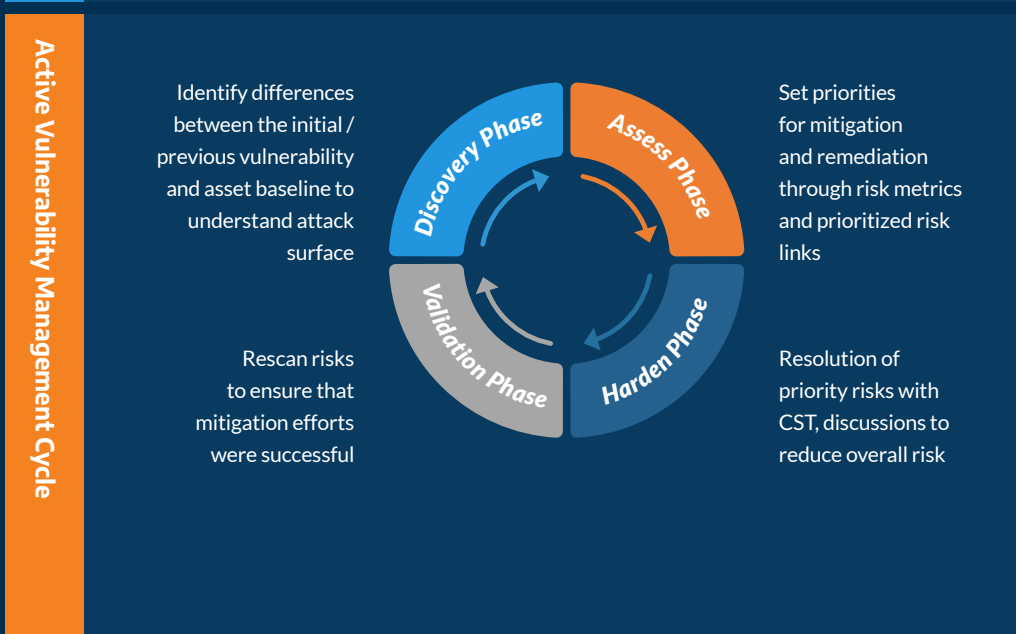 Active Vulnerability Management Cycle
Identify differences
between the initial /
previous vulnerability
and asset baseline to
understand attack
surface
Discovery Phase
Assess Phase
Set priorities
for mitigation
and remediation
through risk metrics
and prioritized risk
links
Rescan risks
to ensure that
mitigation efforts
were successful
Validation Phase
Harden Phase
Resolution of
priority risks with
CST, discussions to
reduce overall risk